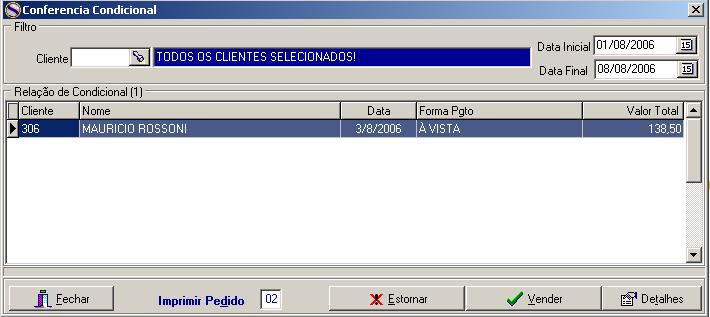 Conferencia Condicional
Filtro
Cliente TODOS OS CLIENTES SELECIONADOS! Data Inicial 01/08/2006 15
Data Final 08/08/2006 15
Relação de Condicional (1)
Cliente Nome Data Forma Pgto Valor Total
306 MAURICIO ROSSONI 3/8/2006 À VISTA 138,50
Fechar Imprimir Pedido 02 Estornar Vender Detalhes